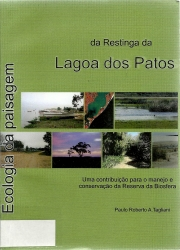 Ecologia da paisagem
da Restinga da
Lagoa dos Patos
Uma contribuição para o manejo e
conservação da Reserva da Biosfera
Paulo Roberto A.Tagliani